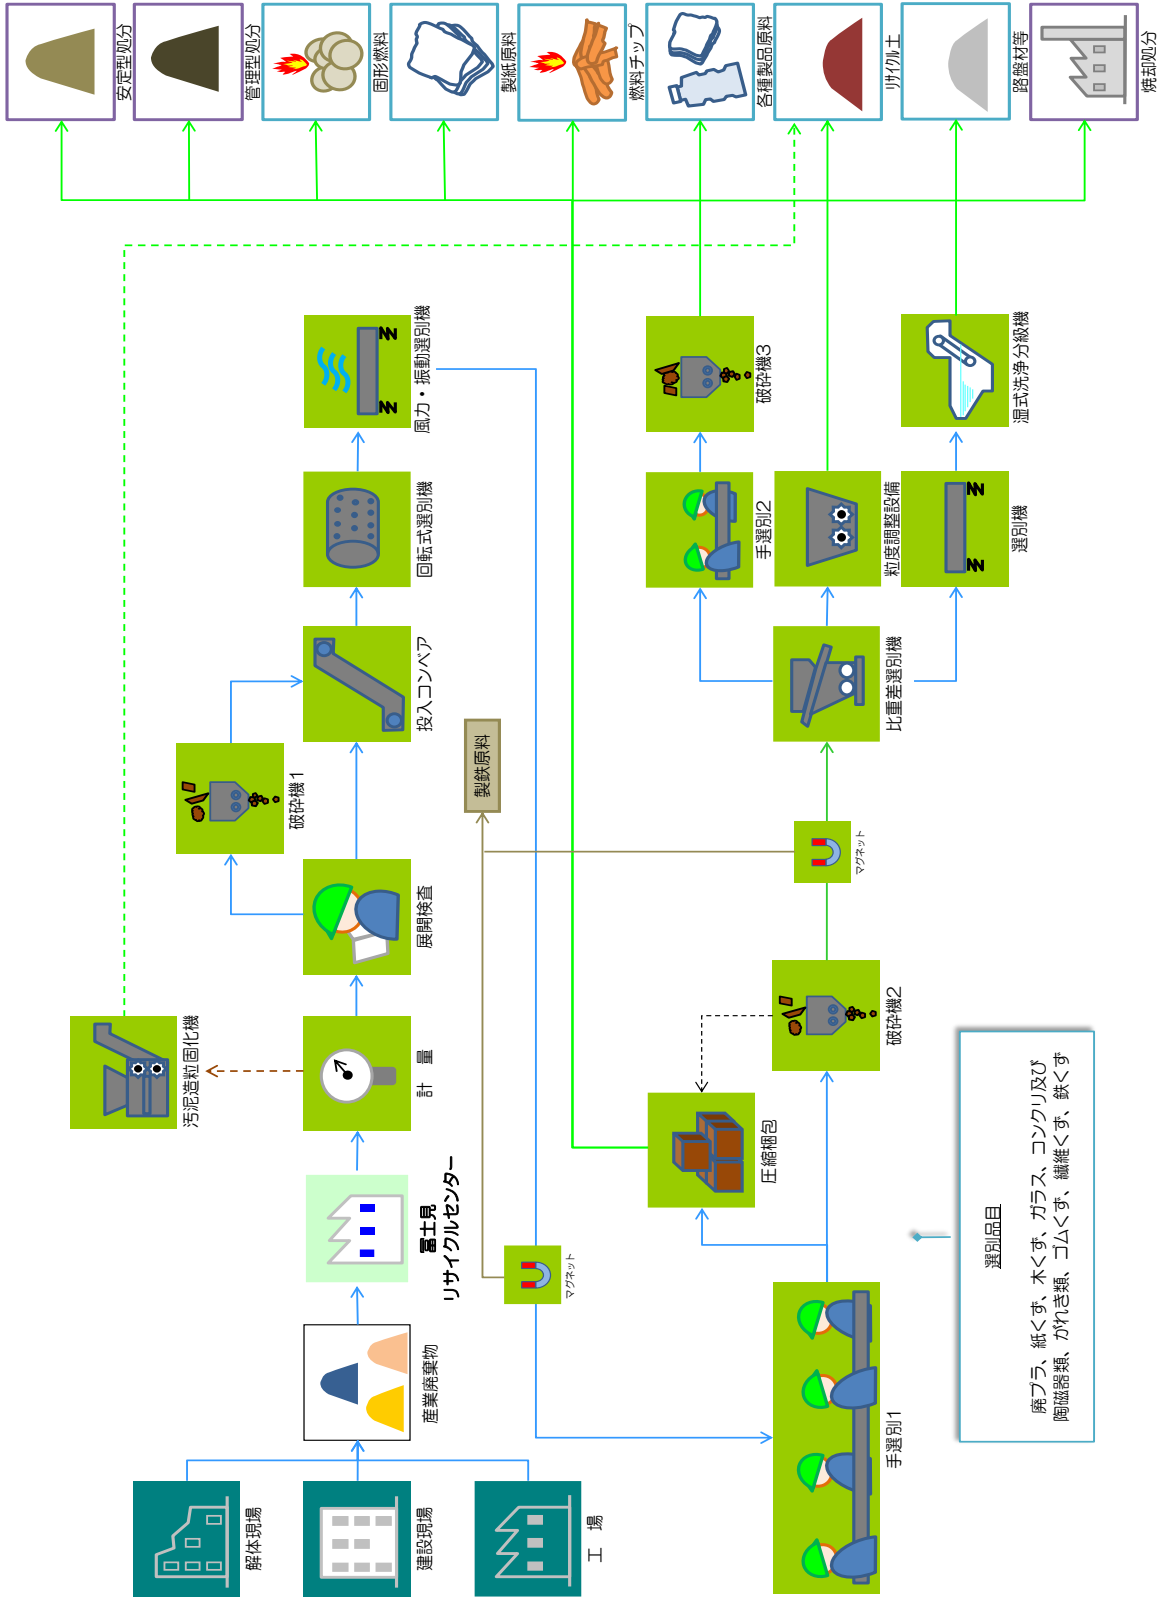 解体現場
建設現場
工　場
産業廃棄物
富士見
リサイクルセンター
計　量
汚泥造粒固化機
展開検査
破砕機１
投入コンベア
回転式選別機
風力・振動選別機
マグネット
製鉄原料
手選別１
選別品目
廃プラ、紙くず、木くず、ガラス、コンクリ及び
陶磁器類、がれき類、ゴムくず、繊維くず、鉄くず
圧縮梱包
破砕機2
マグネット
比重差選別機
手選別2
粒度調整設備
選別機
破砕機3
湿式洗浄分級機
安定型処分
管理型処分
固形燃料
製紙原料
燃料チップ
各種製品原料
ﾘｻｲｸﾙ土
路盤材等
焼却処分